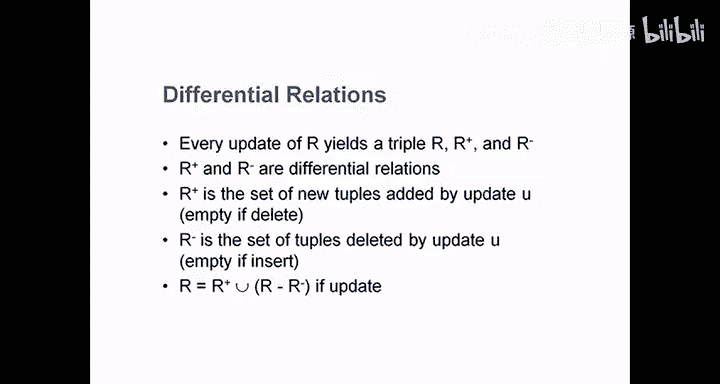 bilibili
Differential Relations
• Every update of R yields a triple R, R⁺, and R⁻
• R⁺ and R⁻ are differential relations
• R⁺ is the set of new tuples added by update u
(empty if delete)
• R⁻ is the set of tuples deleted by update u
(empty if insert)
• R = R⁺ ∪ (R - R⁻) if update